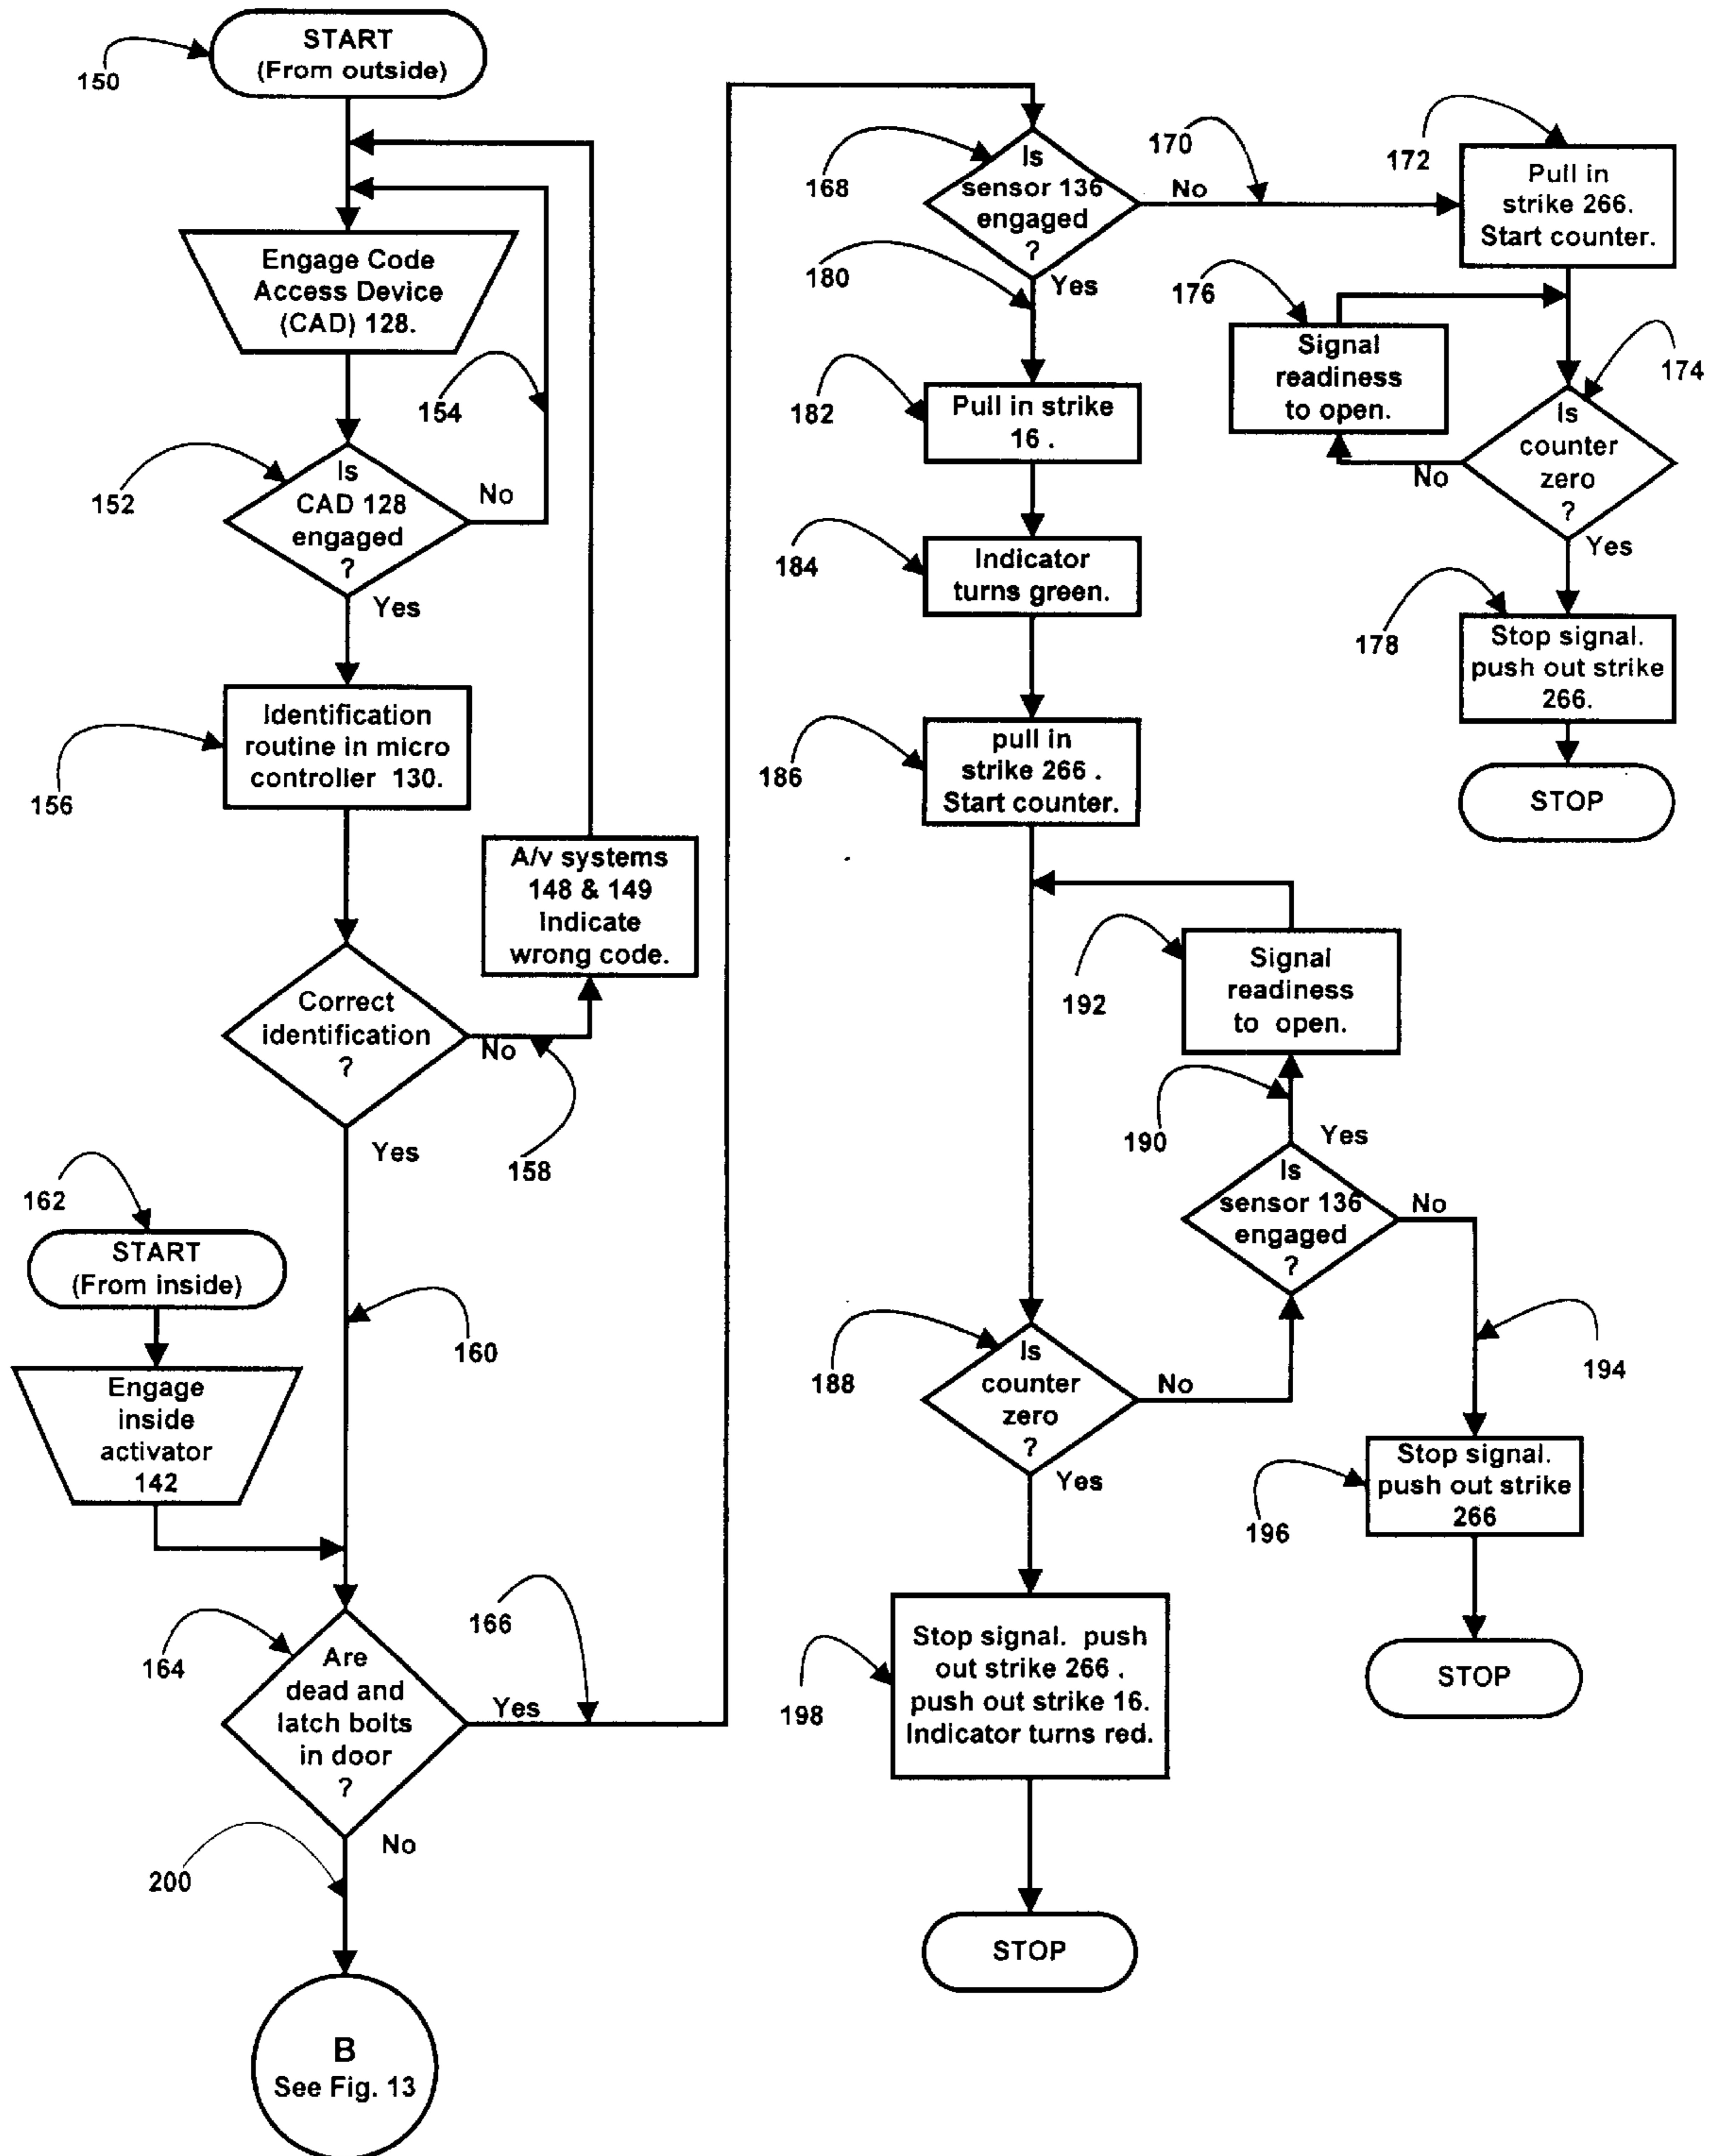 START
(From outside)
150
Engage Code
Access Device
(CAD) 128.
154
Is
CAD 128
engaged
?
152
No
Yes
Identification
routine in micro
controller 130.
156
A/v systems
148 & 149
Indicate
wrong code.
Correct
identification
?
No
158
Yes
162
START
(From inside)
160
Engage
inside
activator
142
164
Are
dead and
latch bolts
in door
?
166
Yes
No
200
B
See Fig. 13
168
Is
sensor 136
engaged
?
170
No
172
Pull in
strike 266.
Start counter.
180
Yes
176
Signal
readiness
to open.
174
Is
counter
zero
?
No
Yes
178
Stop signal.
push out strike
266.
STOP
182
Pull in strike
16 .
184
Indicator
turns green.
186
pull in
strike 266 .
Start counter.
192
Signal
readiness
to open.
190
Yes
Is
sensor 136
engaged
?
No
194
188
Is
counter
zero
?
No
Yes
196
Stop signal.
push out strike
266
STOP
198
Stop signal. push
out strike 266 .
push out strike 16.
Indicator turns red.
STOP